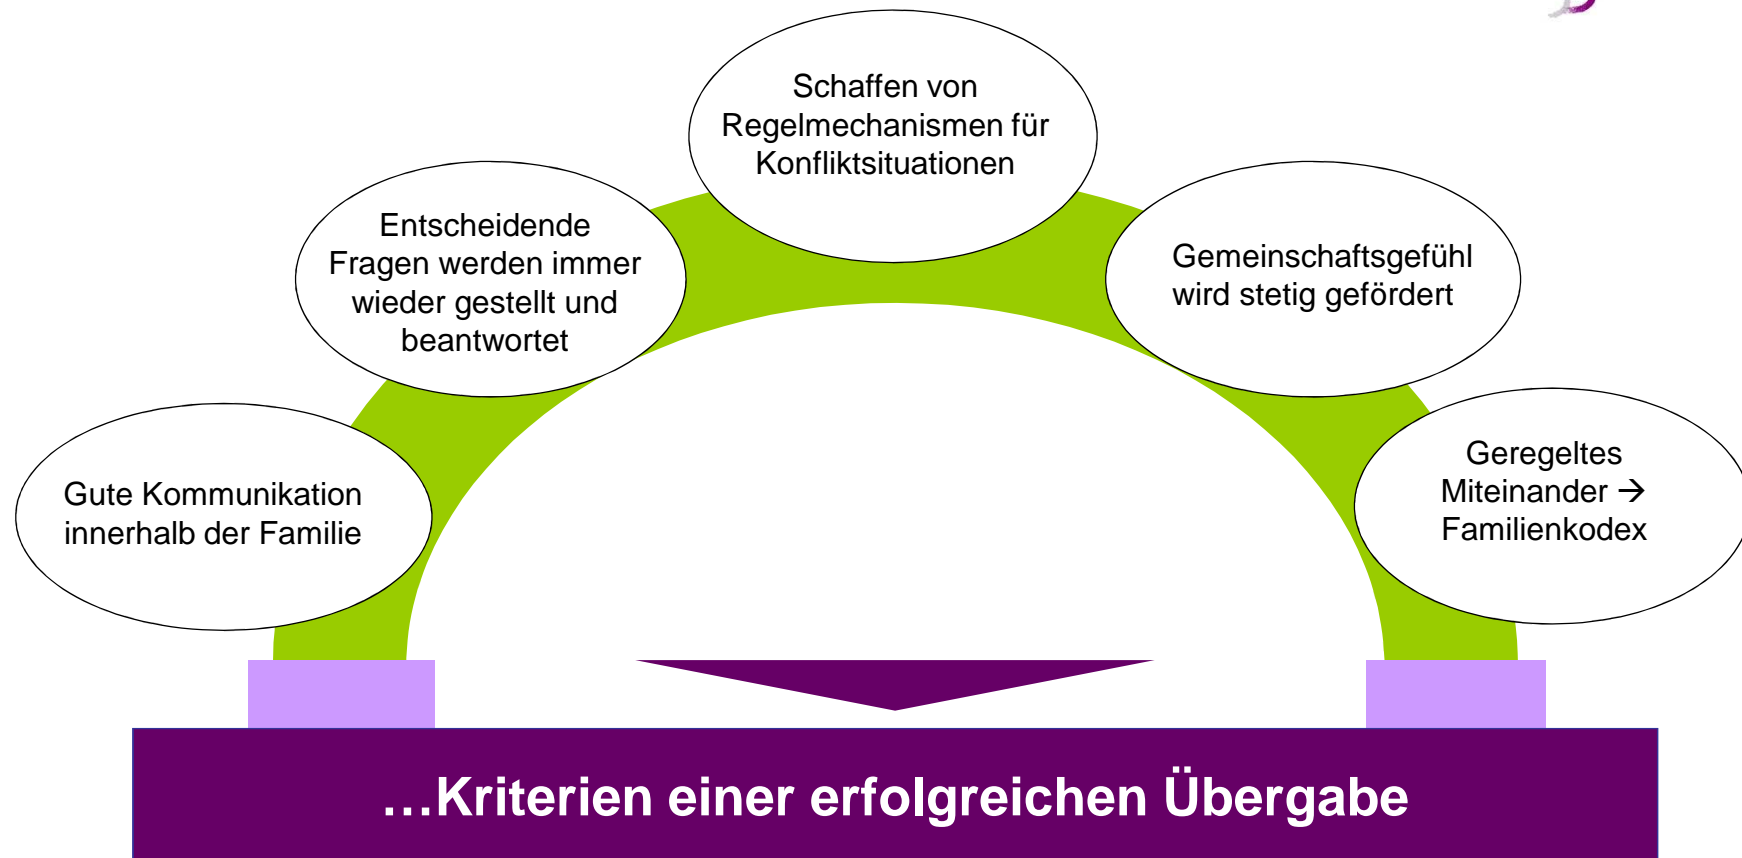 Schaffen von
Regelmechanismen für
Konfliktsituationen
Entscheidende
Fragen werden immer
wieder gestellt und
beantwortet
Gemeinschaftsgefühl
wird stetig gefördert
Gute Kommunikation
innerhalb der Familie
Geregeltes
Miteinander →
Familienkodex
…Kriterien einer erfolgreichen Übergabe